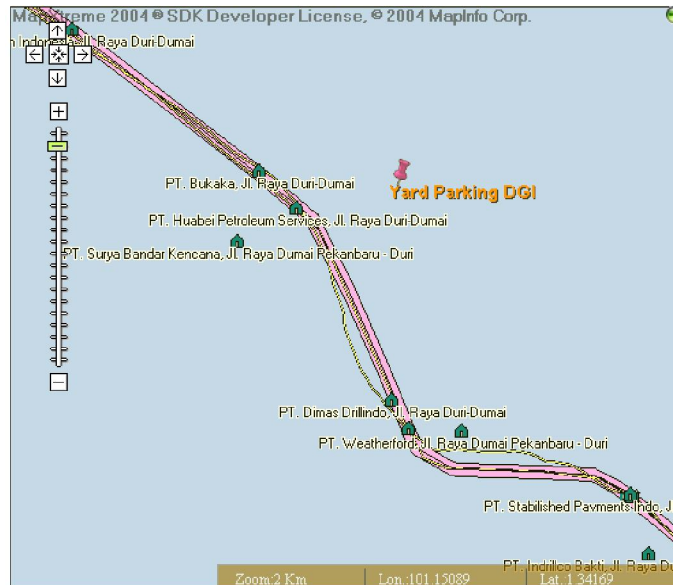 MapXtreme 2004 ® SDK Developer License, © 2004 MapInfo Corp.
Jl. Raya Duri-Dumai
PT. Bukaka, Jl. Raya Duri-Dumai
Yard Parking DGI
PT. Huabei Petroleum Services, Jl. Raya Duri-Dumai
PT. Surya Bandar Kencana, Jl. Raya Dumai Pekanbaru - Duri
PT. Dimas Drillindo, Jl. Raya Duri-Dumai
PT. Weatherford, Jl. Raya Dumai Pekanbaru - Duri
PT. Stabilished Pavments Indo, J
PT. Indrillco Bakti, Jl. Raya Du
Zoom:2 Km Lon.:101.15089 Lat.:1.34169